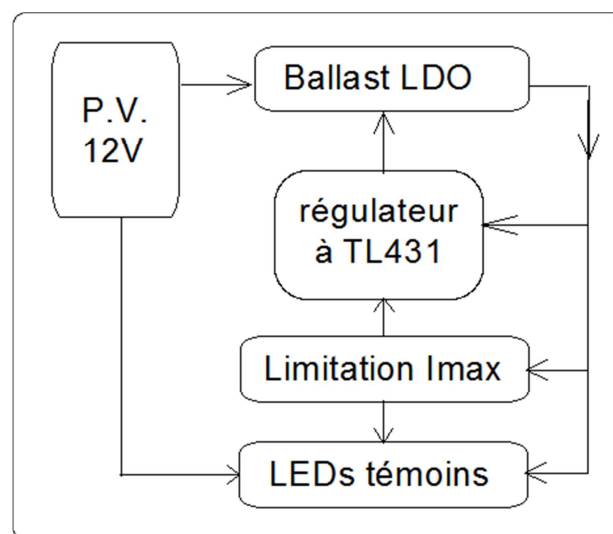 P.V.
12V
Ballast LDO
régulateur
à TL431
Limitation Imax
LEDs témoins